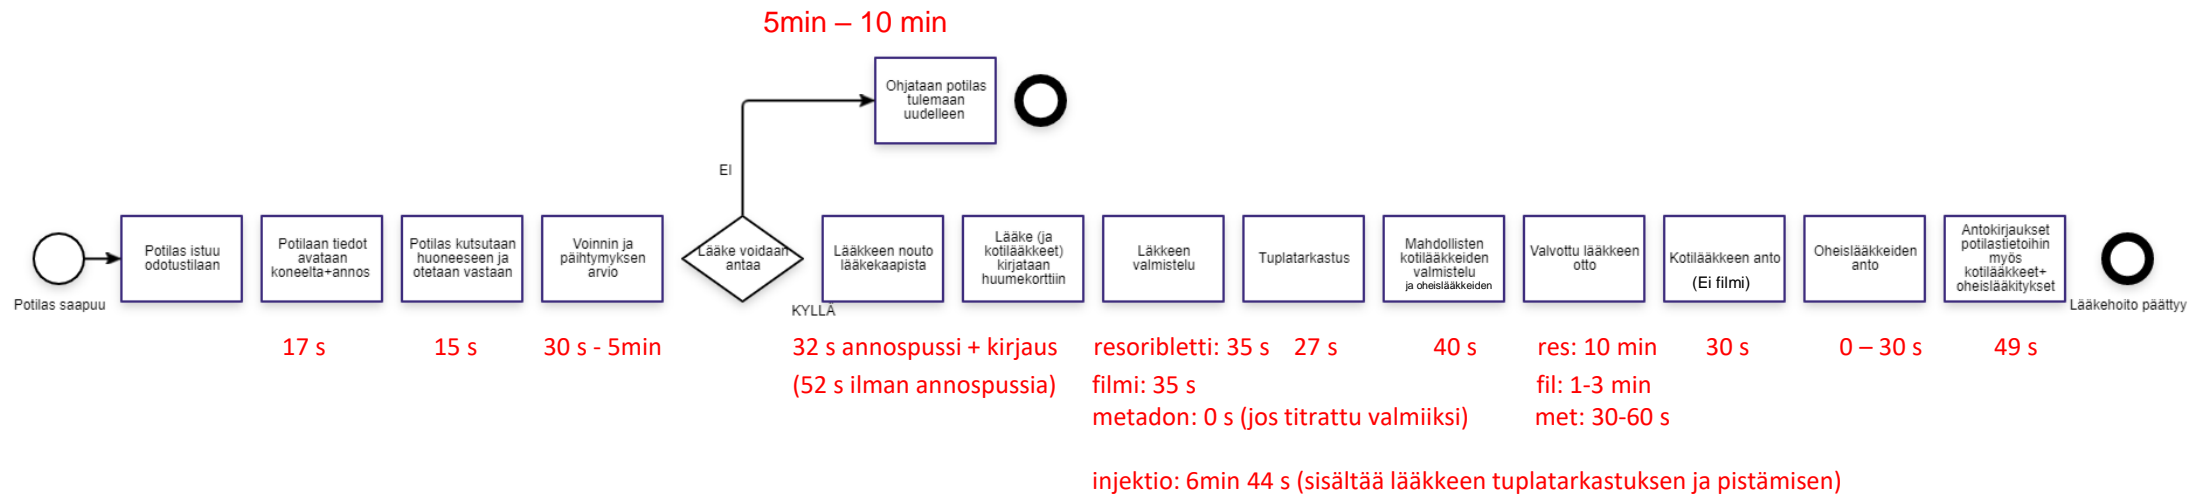 5min – 10 min
Ohjataan potilas
tulemaan
uudelleen
EI
Potilas saapuu
Potilas istuu
odotustilaan
Potilaan tiedot
avataan
koneelta+annos
Potilas kutsutaan
huoneeseen ja
otetaan vastaan
Voinnin ja
päihtymyksen
arvio
Lääke voidaan
antaa
KYLLÄ
Lääkkeen nouto
lääkekaapista
Lääke (ja
kotilääkkeet)
kirjataan
huumekorttiin
Läkkeen
valmistelu
Tuplatarkastus
Mahdollisten
kotilääkkeiden
valmistelu
ja oheislääkkeiden
Valvottu lääkkeen
otto
Kotilääkkeen anto
(Ei filmi)
Oheislääkkeiden
anto
Antokirjaukset
potilastietoihin
myös
kotilääkkeet+
oheislääkitykset
Lääkehoito päättyy
17 s
15 s
30 s - 5min
32 s annospussi + kirjaus
(52 s ilman annospussia)
resoribletti: 35 s
filmi: 35 s
metadon: 0 s (jos titrattu valmiiksi)
27 s
40 s
res: 10 min
fil: 1-3 min
met: 30-60 s
30 s
0 – 30 s
49 s
injektio: 6min 44 s (sisältää lääkkeen tuplatarkastuksen ja pistämisen)